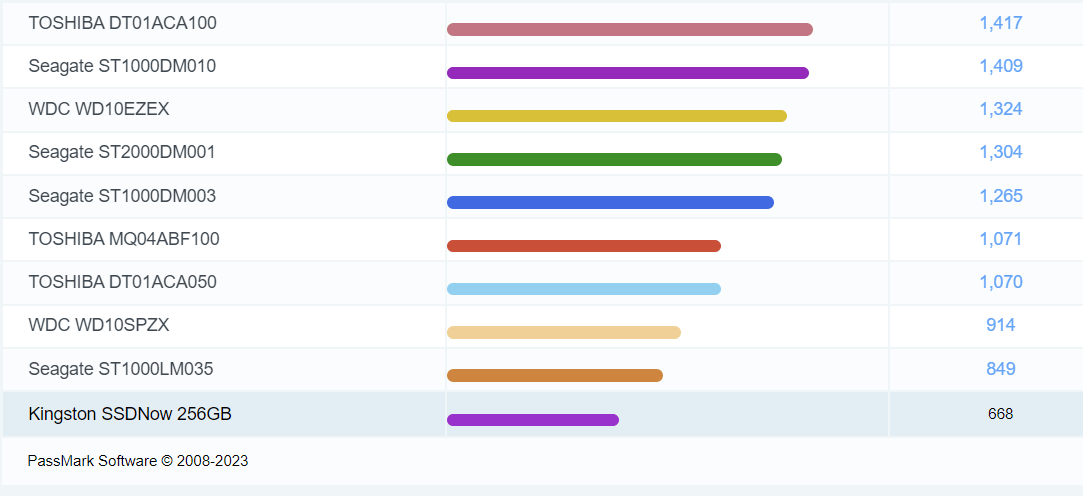 TOSHIBA DT01ACA100 1,417
Seagate ST1000DM010 1,409
WDC WD10EZEX 1,324
Seagate ST2000DM001 1,304
Seagate ST1000DM003 1,265
TOSHIBA MQ04ABF100 1,071
TOSHIBA DT01ACA050 1,070
WDC WD10SPZX 914
Seagate ST1000LM035 849
Kingston SSDNow 256GB 668
PassMark Software © 2008-2023